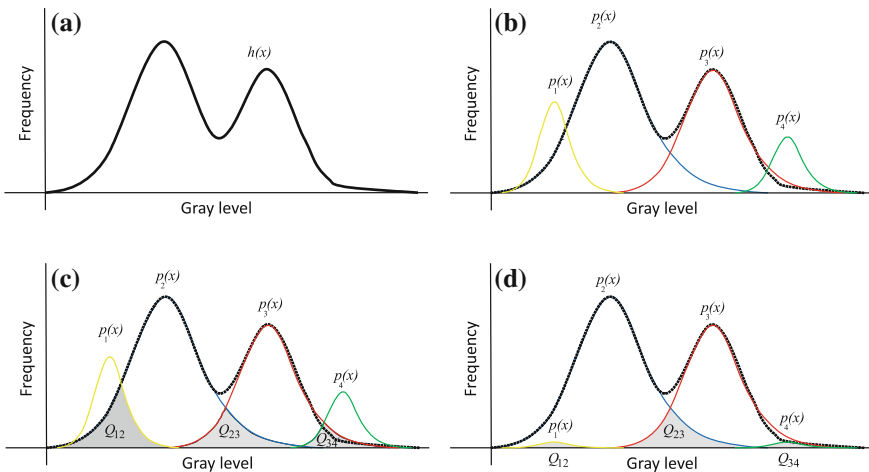 (a)
h(x)
Frequency
Gray level
(b)
p₂(x)
p₁(x)
p₃(x)
p₄(x)
Frequency
Gray level
(c)
p₂(x)
p₁(x)
p₃(x)
p₄(x)
Frequency
Q₁₂
Q₂₃
Q₃₄
Gray level
(d)
p₂(x)
p₃(x)
p₁(x)
p₄(x)
Frequency
Q₂₃
Q₁₂
Q₃₄
Gray level